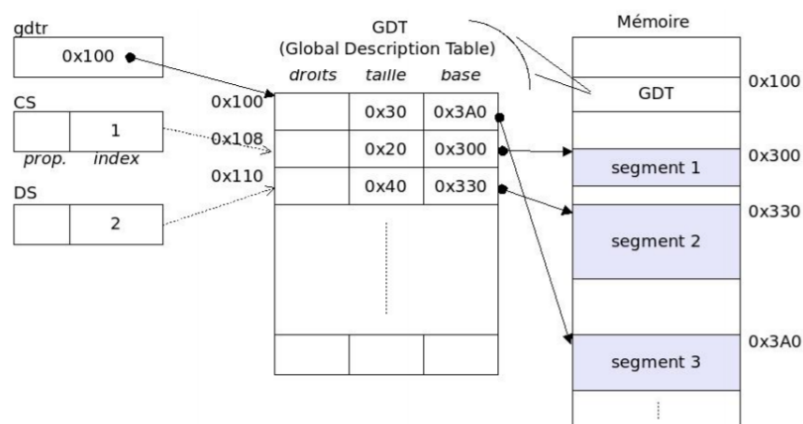 gdtr
0x100
CS
1
prop. index
DS
2
GDT
(Global Description Table)
droits taille base
0x100
0x30 0x3A0
0x108
0x20 0x300
0x110
0x40 0x330
Mémoire
GDT
0x100
segment 1
0x300
segment 2
0x330
segment 3
0x3A0